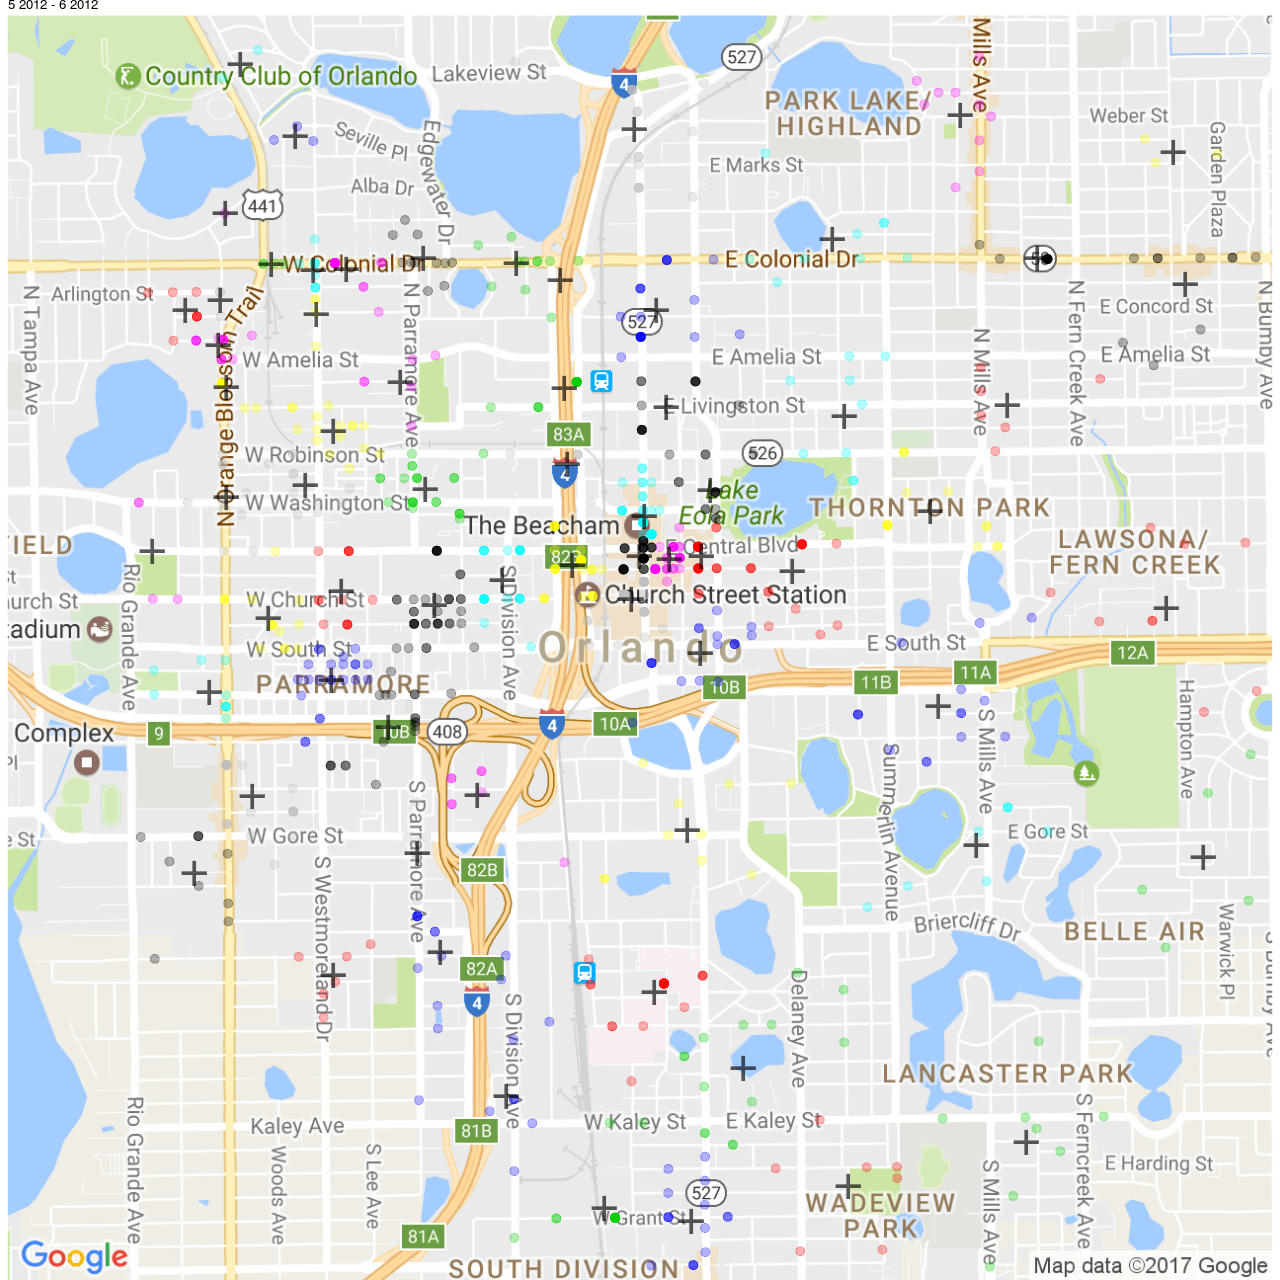 5 2012 - 6 2012
527
4
Mills Ave
Country Club of Orlando
Lakeview St
PARK LAKE/
HIGHLAND
Weber St
Garden Plaza
Seville Pl
Edgewater Dr
E Marks St
Alba Dr
441
W Colonial Dr
E Colonial Dr
Arlington St
N Tampa Ave
N Orange Blossom Trail
N Parramore Ave
527
E Concord St
N Fern Creek Ave
N Bumby Ave
W Amelia St
E Amelia St
E Amelia St
N Mills Ave
Livingston St
83A
W Robinson St
526
4
W Washington St
Lake
Eola Park
THORNTON PARK
The Beacham
FIELD
82B
E Central Blvd
LAWSONA/
FERN CREEK
Rio Grande Ave
S Division Ave
W Church St
Church Street Station
tadium
Orlando
W South St
E South St
12A
PARRAMORE
10B
11B
11A
Complex
9
408
4
10A
S Mills Ave
Hampton Ave
Summerlin Avenue
S Parramore Ave
W Gore St
E Gore St
e St
82B
S Westmoreland Dr
Briercliff Dr
BELLE AIR
Warwick Pl
82A
4
Delaney Ave
S Division Ave
LANCASTER PARK
Rio Grande Ave
Kaley Ave
81B
W Kaley St
E Kaley St
S Ferncreek Ave
Woods Ave
S Lee Ave
S Mills Ave
E Harding St
527
WADEVIEW
PARK
W Grant St
81A
Google
SOUTH DIVISION
Map data ©2017 Google